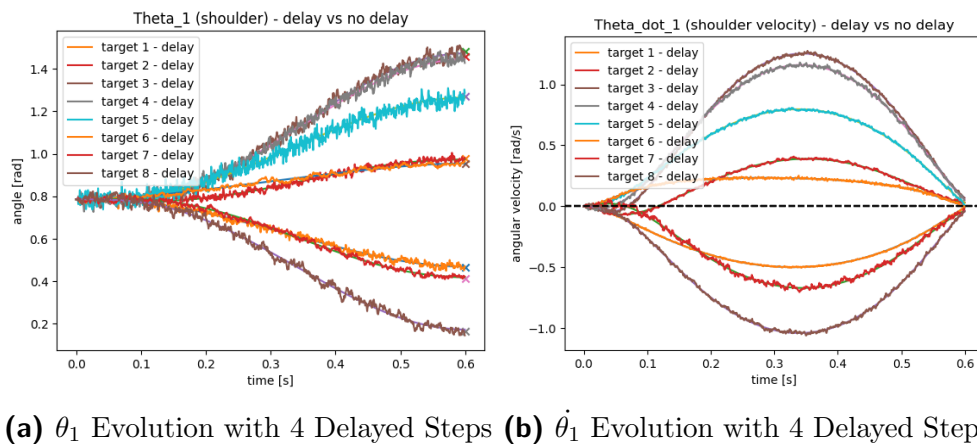 Theta_1 (shoulder) - delay vs no delay
target 1 - delay
target 2 - delay
target 3 - delay
target 4 - delay
target 5 - delay
target 6 - delay
target 7 - delay
target 8 - delay
angle [rad]
1.4
1.2
1.0
0.8
0.6
0.4
0.2
0.0
0.1
0.2
0.3
0.4
0.5
0.6
time [s]
(a) θ₁ Evolution with 4 Delayed Steps
Theta_dot_1 (shoulder velocity) - delay vs no delay
target 1 - delay
target 2 - delay
target 3 - delay
target 4 - delay
target 5 - delay
target 6 - delay
target 7 - delay
target 8 - delay
angular velocity [rad/s]
1.0
0.5
0.0
−0.5
−1.0
0.0
0.1
0.2
0.3
0.4
0.5
0.6
time [s]
(b) θ̇₁ Evolution with 4 Delayed Step